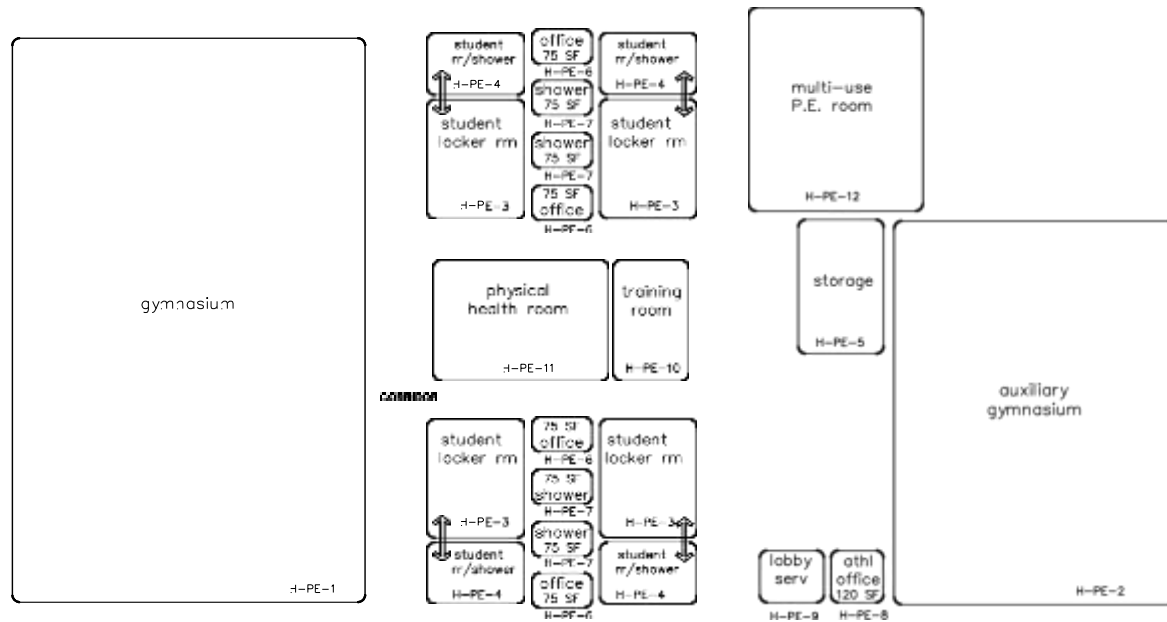 gymnasium
H-PE-1
student
rr/shower
H-PE-4
student
locker rm
H-PE-3
office
75 SF
H-PE-6
shower
75 SF
H-PE-7
shower
75 SF
H-PE-7
75 SF
office
H-PE-6
student
rr/shower
H-PE-4
student
locker rm
H-PE-3
physical
health room
H-PE-11
training
room
H-PE-10
CORRIDOR
student
locker rm
H-PE-3
student
rr/shower
H-PE-4
75 SF
office
H-PE-6
75 SF
shower
H-PE-7
shower
75 SF
H-PE-7
office
75 SF
H-PE-6
student
locker rm
H-PE-3
student
rr/shower
H-PE-4
multi-use
P.E. room
H-PE-12
storage
H-PE-5
auxiliary
gymnasium
H-PE-2
lobby
serv
H-PE-9
athl
office
120 SF
H-PE-8